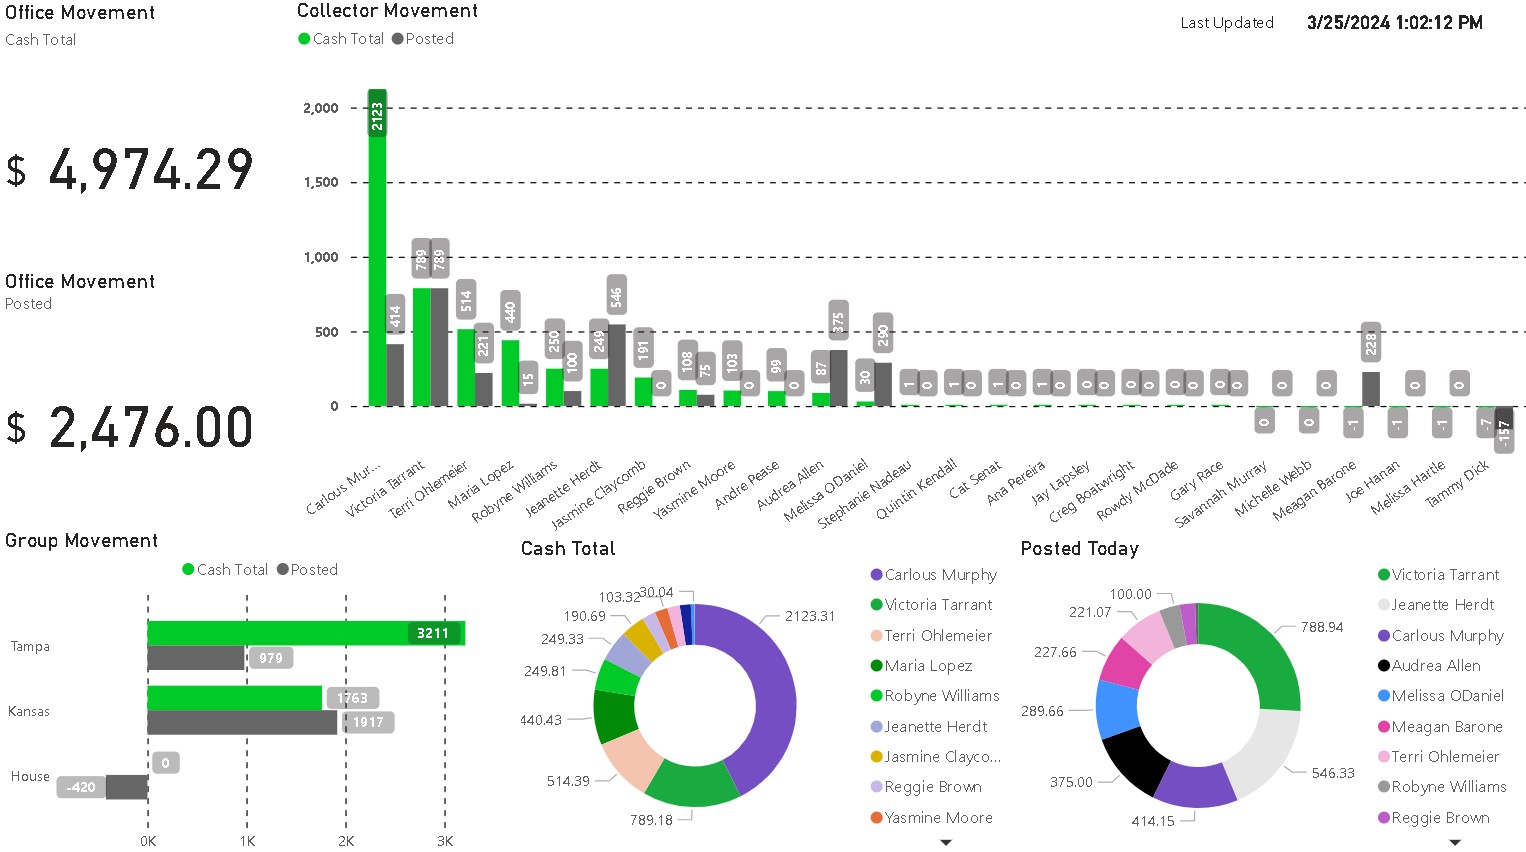 Office Movement
Cash Total
$ 4,974.29
Office Movement
Posted
$ 2,476.00
Collector Movement
Cash Total Posted
Last Updated 3/25/2024 1:02:12 PM
2,000
1,500
1,000
500
0
2123 414 789 789 514 221 440 15 250 100 249 546 191 0 108 75 103 0 99 0 87 375 30 290 1 0 1 0 1 0 1 0 0 0 0 0 0 0 0 0 0 0 0 0 -1 228 -1 0 -1 0 -7 -157
Carlous Mur...
Victoria Tarrant
Terri Ohlemeier
Maria Lopez
Robyne Williams
Jeanette Herdt
Jasmine Claycomb
Reggie Brown
Yasmine Moore
Andre Pease
Audrea Allen
Melissa ODaniel
Stephanie Nadeau
Quintin Kendall
Cat Senat
Ana Pereira
Jay Lapsley
Creg Boatwright
Rowdy McDade
Gary Race
Savannah Murray
Michelle Webb
Meagan Barone
Joe Hanan
Melissa Hartle
Tammy Dick
Group Movement
Cash Total Posted
Tampa 3211
979
Kansas 1763
1917
House 0
-420
0K 1K 2K 3K
Cash Total
2123.31
789.18
514.39
440.43
249.81
249.33
190.69
103.32
30.04
Carlous Murphy
Victoria Tarrant
Terri Ohlemeier
Maria Lopez
Robyne Williams
Jeanette Herdt
Jasmine Clayco...
Reggie Brown
Yasmine Moore
Posted Today
788.94
546.33
414.15
375.00
289.66
227.66
221.07
100.00
Victoria Tarrant
Jeanette Herdt
Carlous Murphy
Audrea Allen
Melissa ODaniel
Meagan Barone
Terri Ohlemeier
Robyne Williams
Reggie Brown